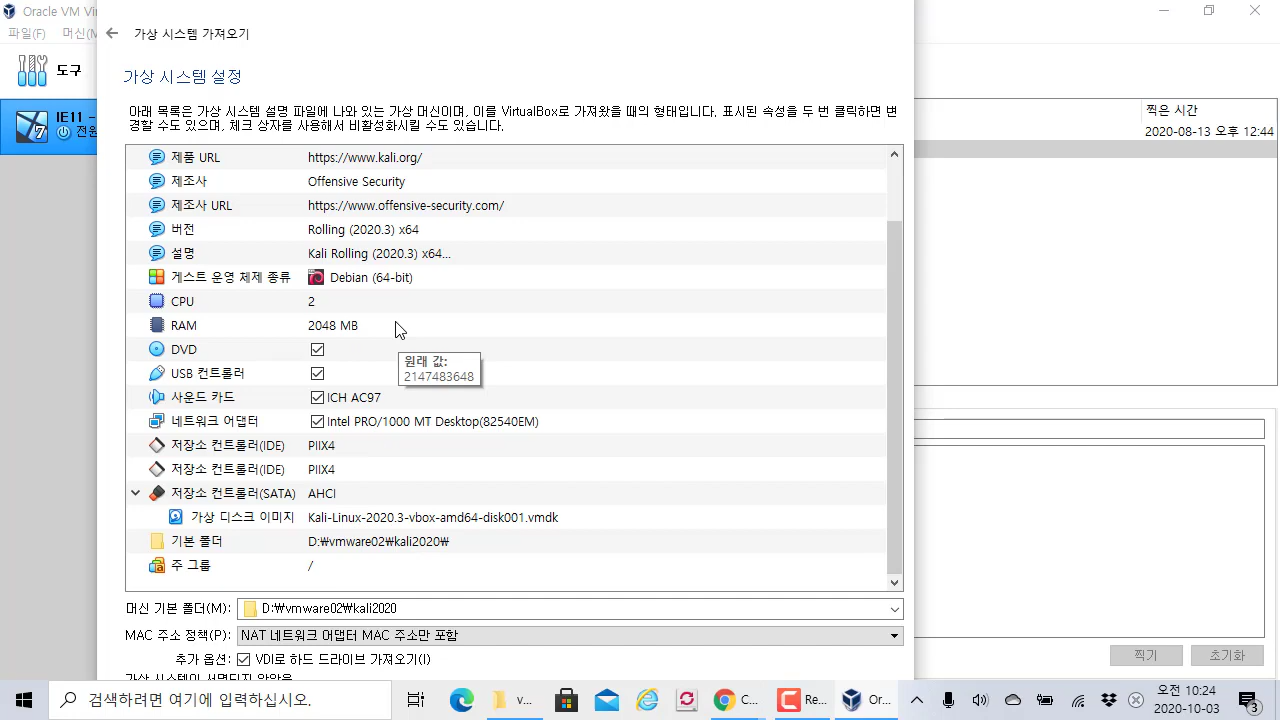 Oracle VM Vi
파일(F)
머신(M
도구
IE11 -
전원
가상 시스템 가져오기
가상 시스템 설정
아래 목록은 가상 시스템 설명 파일에 나와 있는 가상 머신이며, 이를 VirtualBox로 가져왔을 때의 형태입니다. 표시된 속성을 두 번 클릭하면 변
경할 수도 있으며, 체크 상자를 사용해서 비활성화시킬 수도 있습니다.
제품 URL https://www.kali.org/
제조사 Offensive Security
제조사 URL https://www.offensive-security.com/
버전 Rolling (2020.3) x64
설명 Kali Rolling (2020.3) x64...
게스트 운영 체제 종류 Debian (64-bit)
CPU 2
RAM 2048 MB
DVD
원래 값:
2147483648
USB 컨트롤러
사운드 카드 ICH AC97
네트워크 어댑터 Intel PRO/1000 MT Desktop(82540EM)
저장소 컨트롤러(IDE) PIIX4
저장소 컨트롤러(IDE) PIIX4
저장소 컨트롤러(SATA) AHCI
가상 디스크 이미지 Kali-Linux-2020.3-vbox-amd64-disk001.vmdk
기본 폴더 D:₩vmware02₩kali2020₩
주 그룹 /
머신 기본 폴더(M): D:₩vmware02₩kali2020
MAC 주소 정책(P): NAT 네트워크 어댑터 MAC 주소만 포함
추가 옵션: VDI로 하드 드라이브 가져오기(I)
가상 시스템이 서명되지 않았음
찍은 시간
2020-08-13 오후 12:44
찍기
초기화
검색하려면 여기에 입력하십시오.
v...
C...
Re...
Or...
오전 10:24
2020-10-03
3